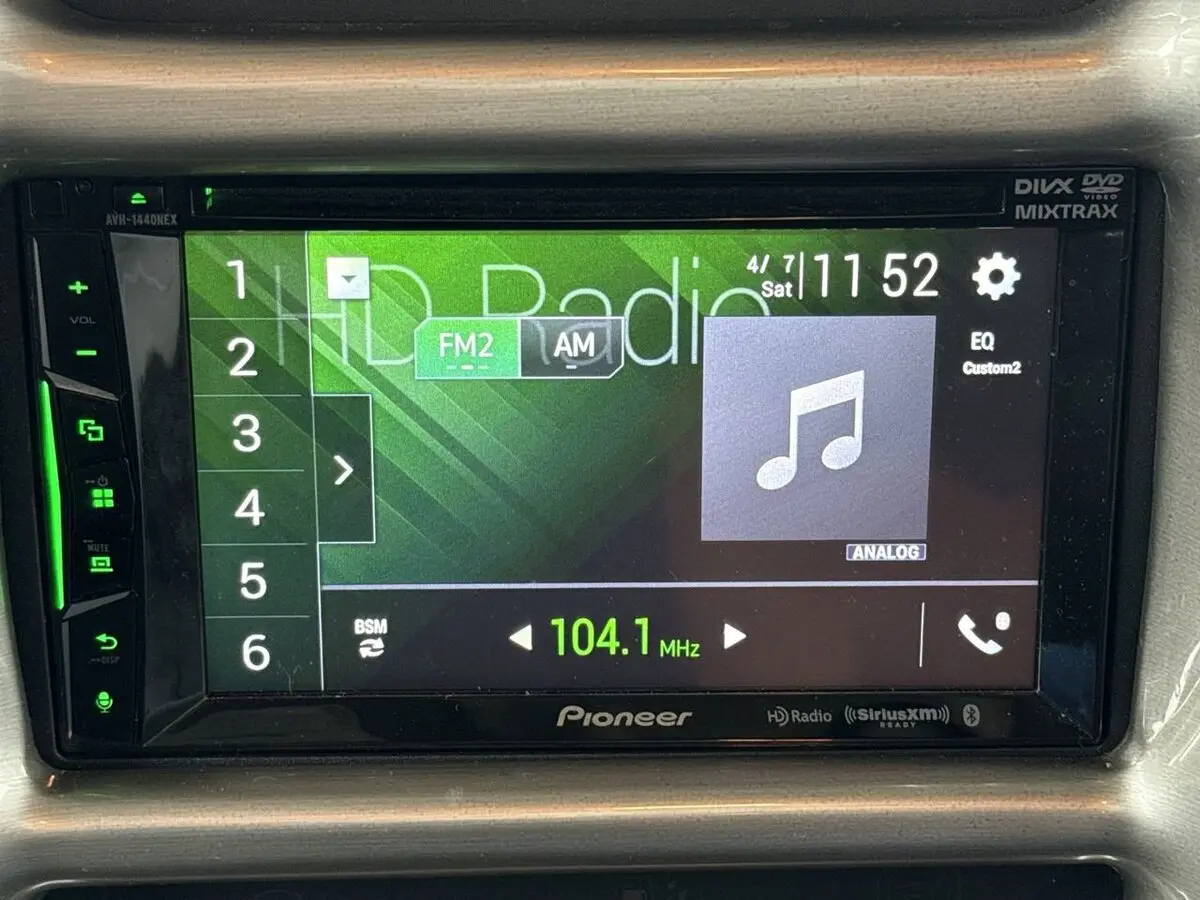 AVH-1440NEX
DIVX DVD
VIDEO
MIXTRAX
VOL
MUTE
DISP
1
2
3
4
5
6
HD Radio
4/ 7
Sat
11 52
FM2
AM
EQ
Custom2
ANALOG
BSM
104.1 MHz
Pioneer
HD Radio
SiriusXM
READY